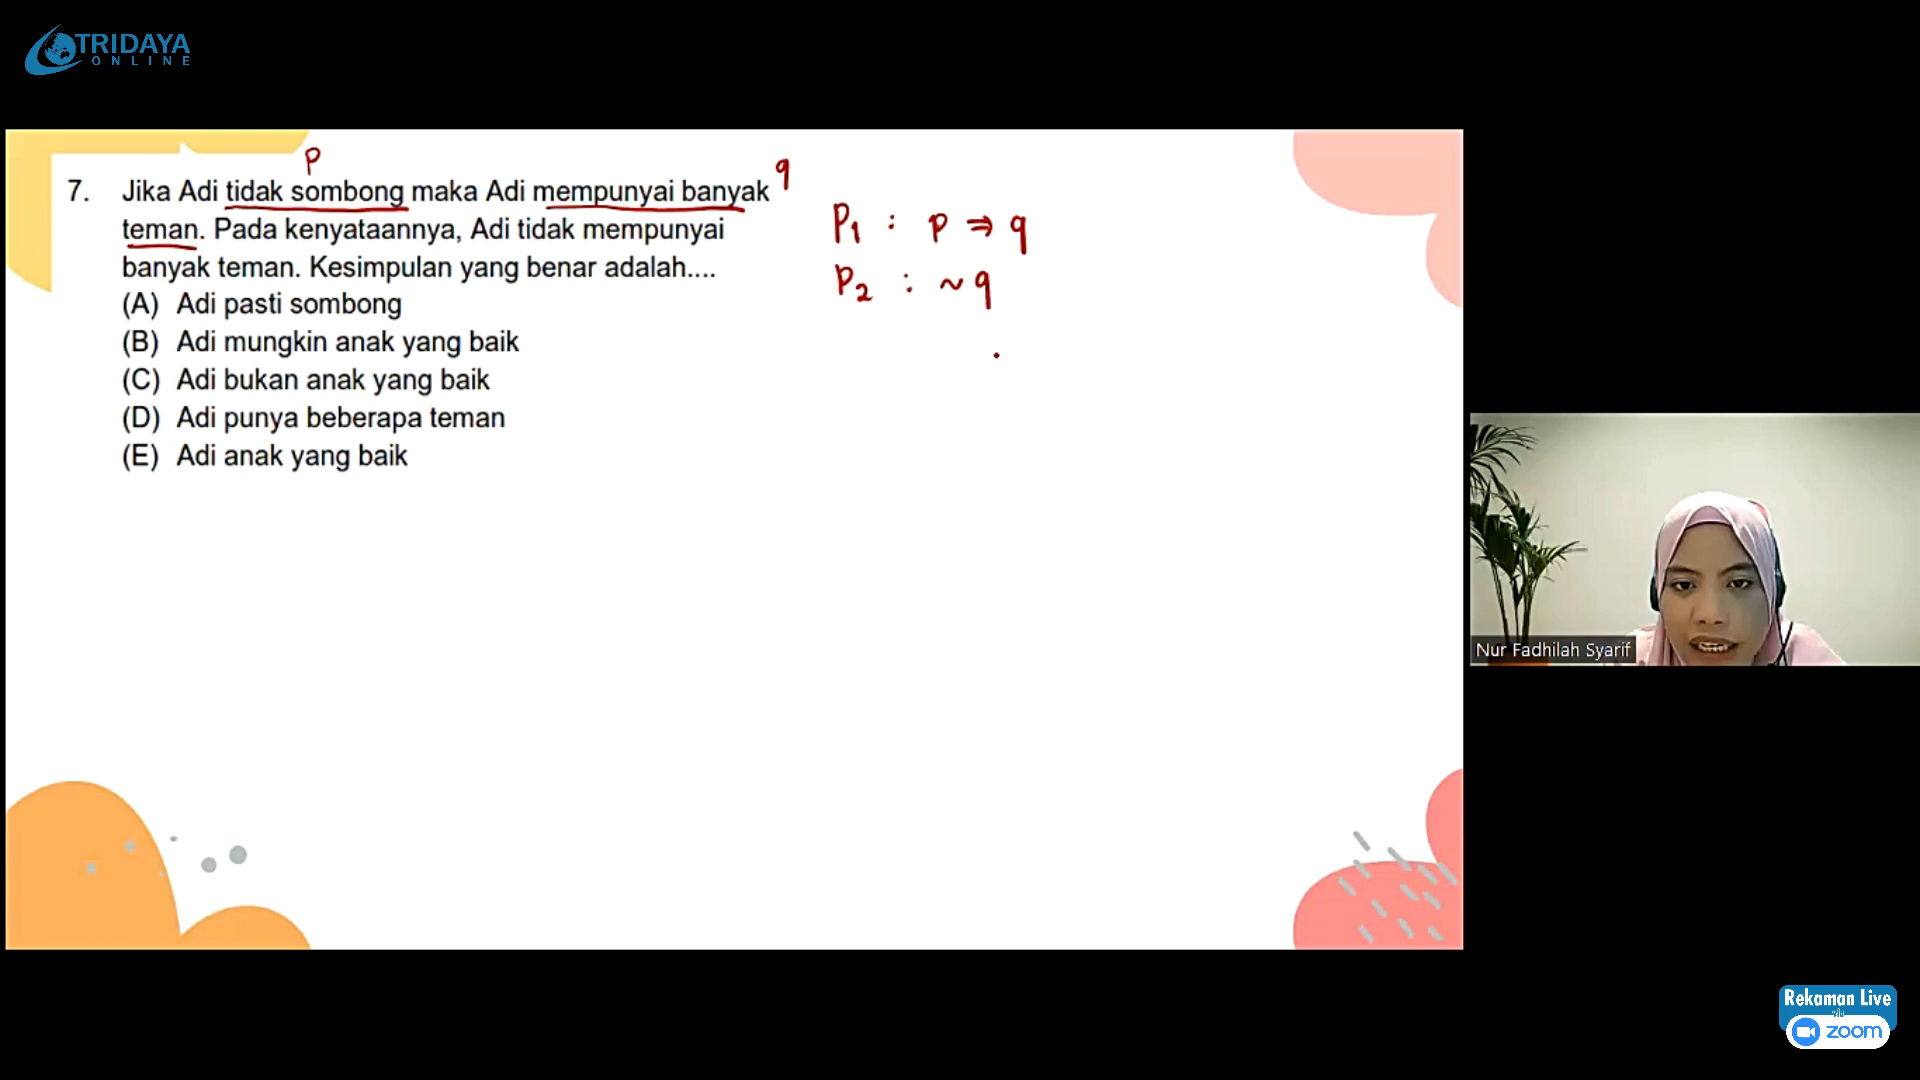 TRIDAYA
ONLINE
p
q
7. Jika Adi tidak sombong maka Adi mempunyai banyak
teman. Pada kenyataannya, Adi tidak mempunyai
banyak teman. Kesimpulan yang benar adalah....
(A) Adi pasti sombong
(B) Adi mungkin anak yang baik
(C) Adi bukan anak yang baik
(D) Adi punya beberapa teman
(E) Adi anak yang baik
P1 : p ⇒ q
P2 : ~q
Nur Fadhilah Syarif
Rekaman Live
via
zoom